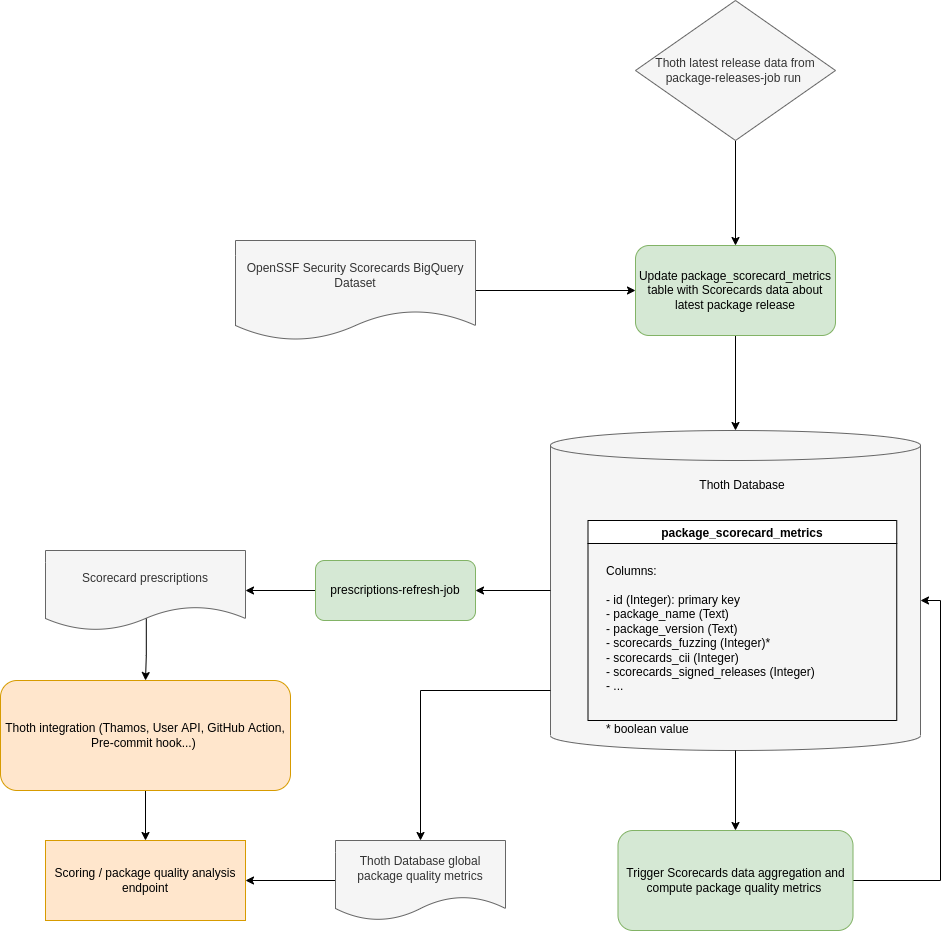 Thoth latest release data from
package-releases-job run
OpenSSF Security Scorecards BigQuery
Dataset
Update package_scorecard_metrics
table with Scorecards data about
latest package release
Thoth Database
package_scorecard_metrics
Columns:
- id (Integer): primary key
- package_name (Text)
- package_version (Text)
- scorecards_fuzzing (Integer)*
- scorecards_cii (Integer)
- scorecards_signed_releases (Integer)
- ...
* boolean value
prescriptions-refresh-job
Scorecard prescriptions
Thoth integration (Thamos, User API, GitHub Action,
Pre-commit hook...)
Scoring / package quality analysis
endpoint
Thoth Database global
package quality metrics
Trigger Scorecards data aggregation and
compute package quality metrics